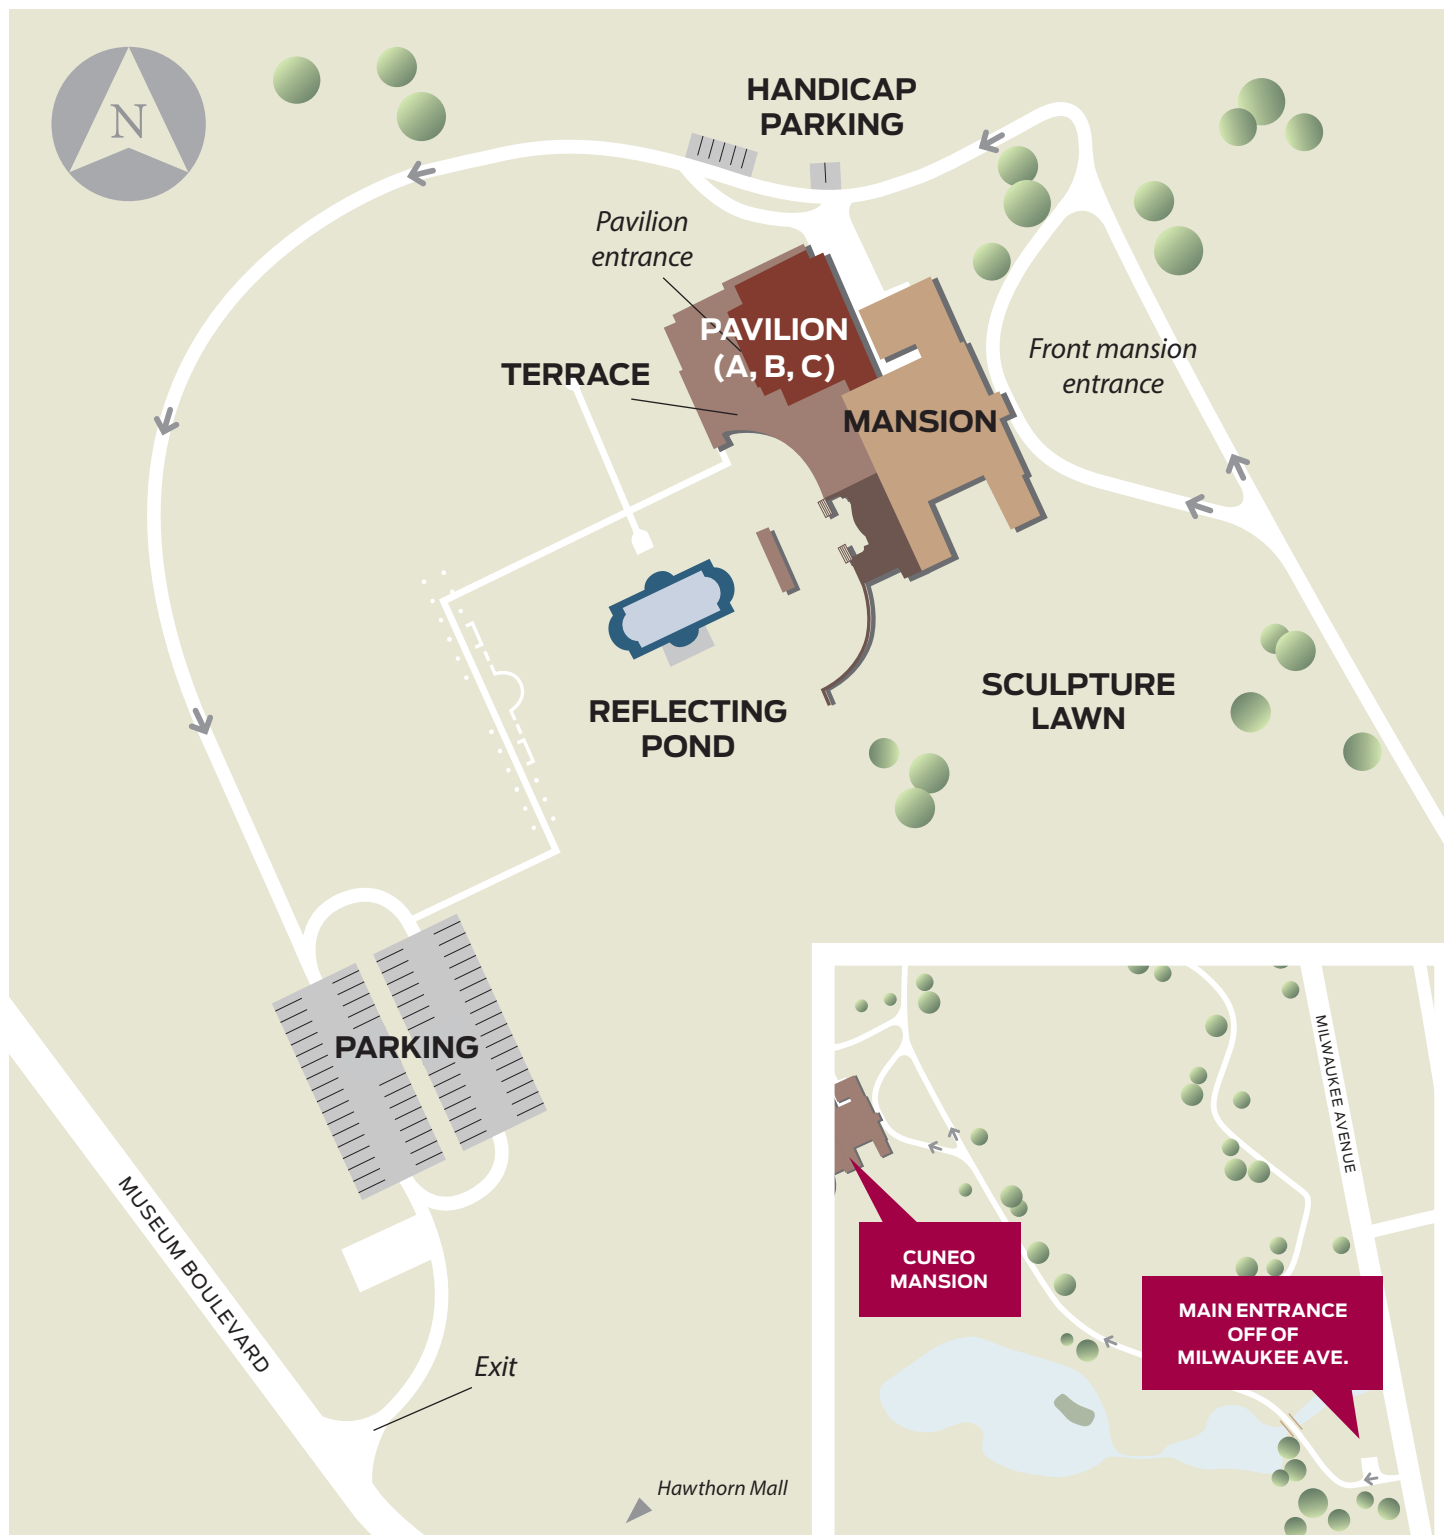 N
HANDICAP
PARKING
Pavilion
entrance
PAVILION
(A, B, C)
TERRACE
MANSION
Front mansion
entrance
REFLECTING
POND
SCULPTURE
LAWN
PARKING
MUSEUM BOULEVARD
Exit
Hawthorn Mall
MILWAUKEE AVENUE
CUNEO
MANSION
MAIN ENTRANCE
OFF OF
MILWAUKEE AVE.